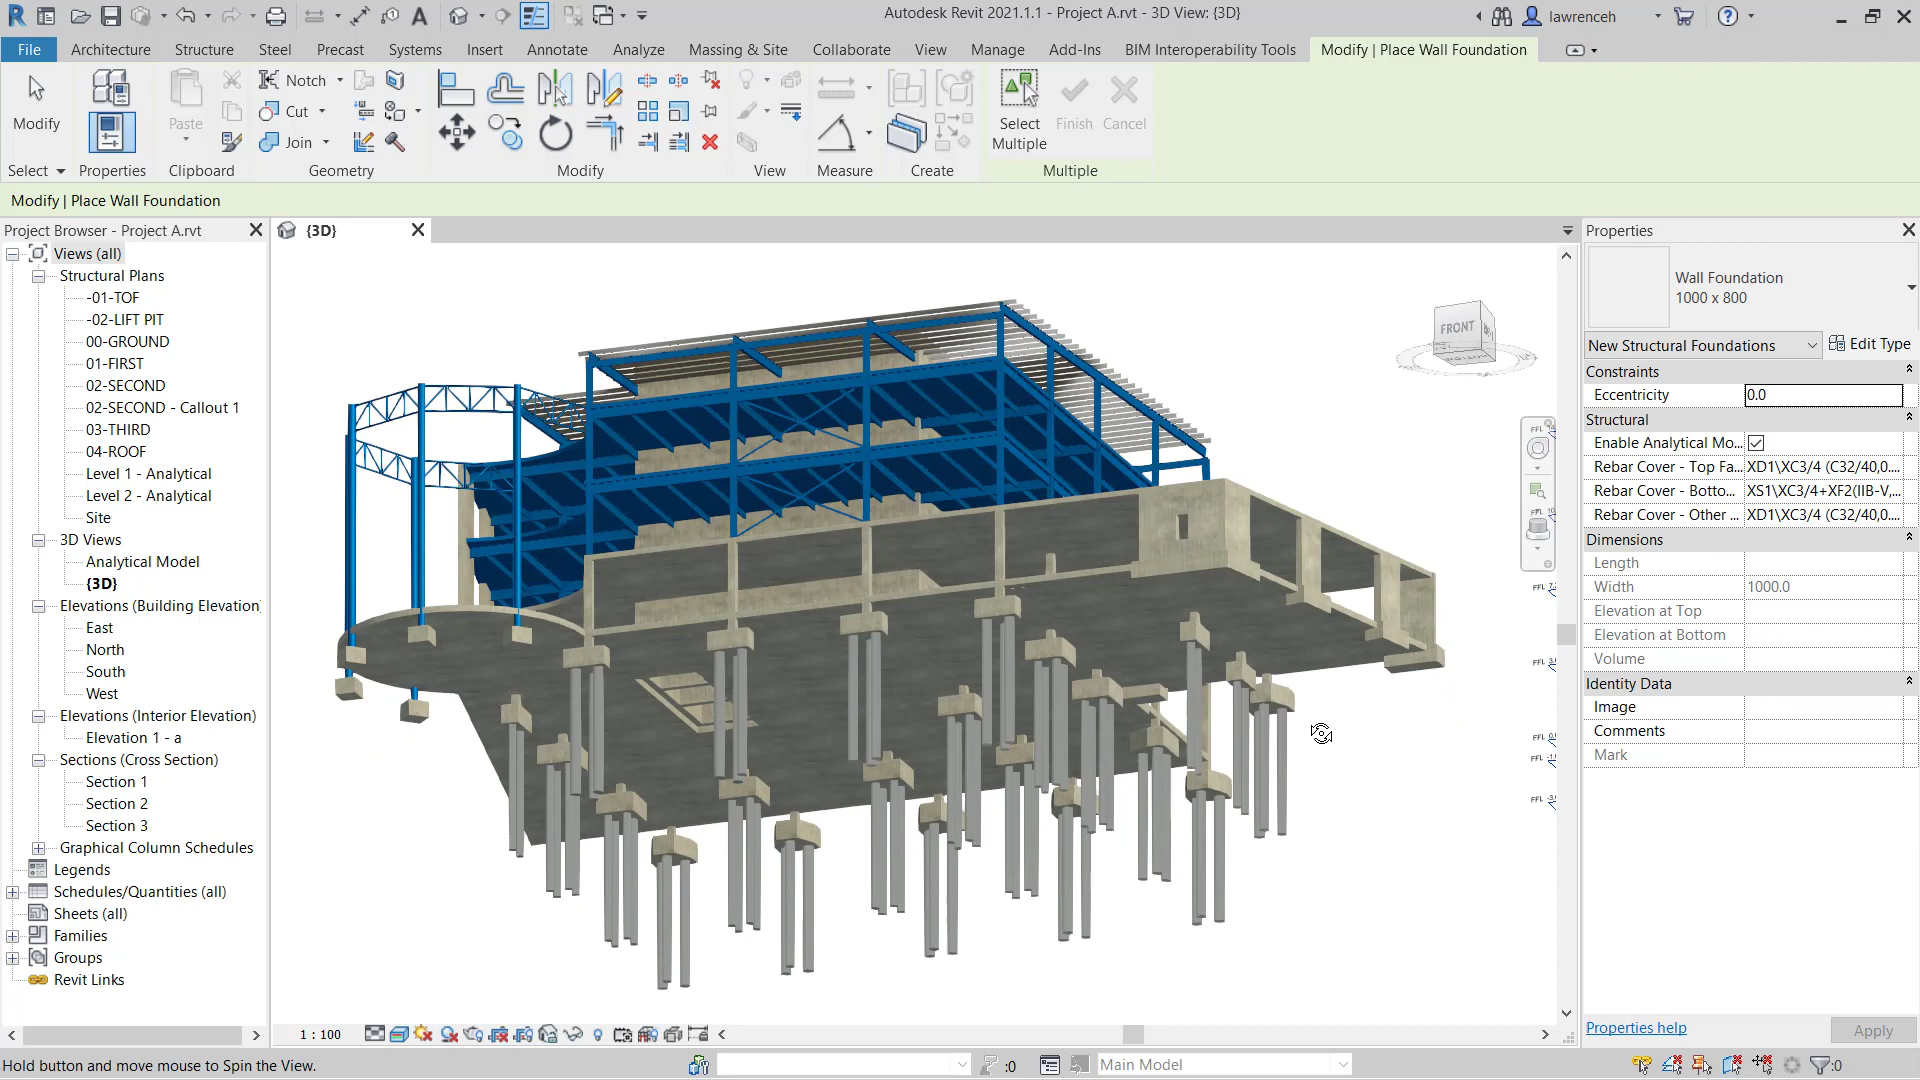 Autodesk Revit 2021.1.1 - Project A.rvt - 3D View: {3D}
lawrenceh
File Architecture Structure Steel Precast Systems Insert Annotate Analyze Massing & Site Collaborate View Manage Add-Ins BIM Interoperability Tools Modify | Place Wall Foundation
Modify
Paste
Notch
Cut
Join
Select Multiple
Finish
Cancel
Select Properties Clipboard Geometry Modify View Measure Create Multiple
Modify | Place Wall Foundation
Project Browser - Project A.rvt
Views (all)
Structural Plans
-01-TOF
-02-LIFT PIT
00-GROUND
01-FIRST
02-SECOND
02-SECOND - Callout 1
03-THIRD
04-ROOF
Level 1 - Analytical
Level 2 - Analytical
Site
3D Views
Analytical Model
{3D}
Elevations (Building Elevation)
East
North
South
West
Elevations (Interior Elevation)
Elevation 1 - a
Sections (Cross Section)
Section 1
Section 2
Section 3
Graphical Column Schedules
Legends
Schedules/Quantities (all)
Sheets (all)
Families
Groups
Revit Links
{3D}
FRONT
FFL
FFL
FFL
FFL
FFL
FFL
FFL
1 : 100
Properties
Wall Foundation
1000 x 800
New Structural Foundations
Edit Type
Constraints
Eccentricity 0.0
Structural
Enable Analytical Mo...
Rebar Cover - Top Fa... XD1\XC3/4 (C32/40,0....
Rebar Cover - Botto... XS1\XC3/4+XF2(IIB-V,...
Rebar Cover - Other ... XD1\XC3/4 (C32/40,0....
Dimensions
Length
Width 1000.0
Elevation at Top
Elevation at Bottom
Volume
Identity Data
Image
Comments
Mark
Properties help
Apply
Hold button and move mouse to Spin the View.
:0
Main Model
:0